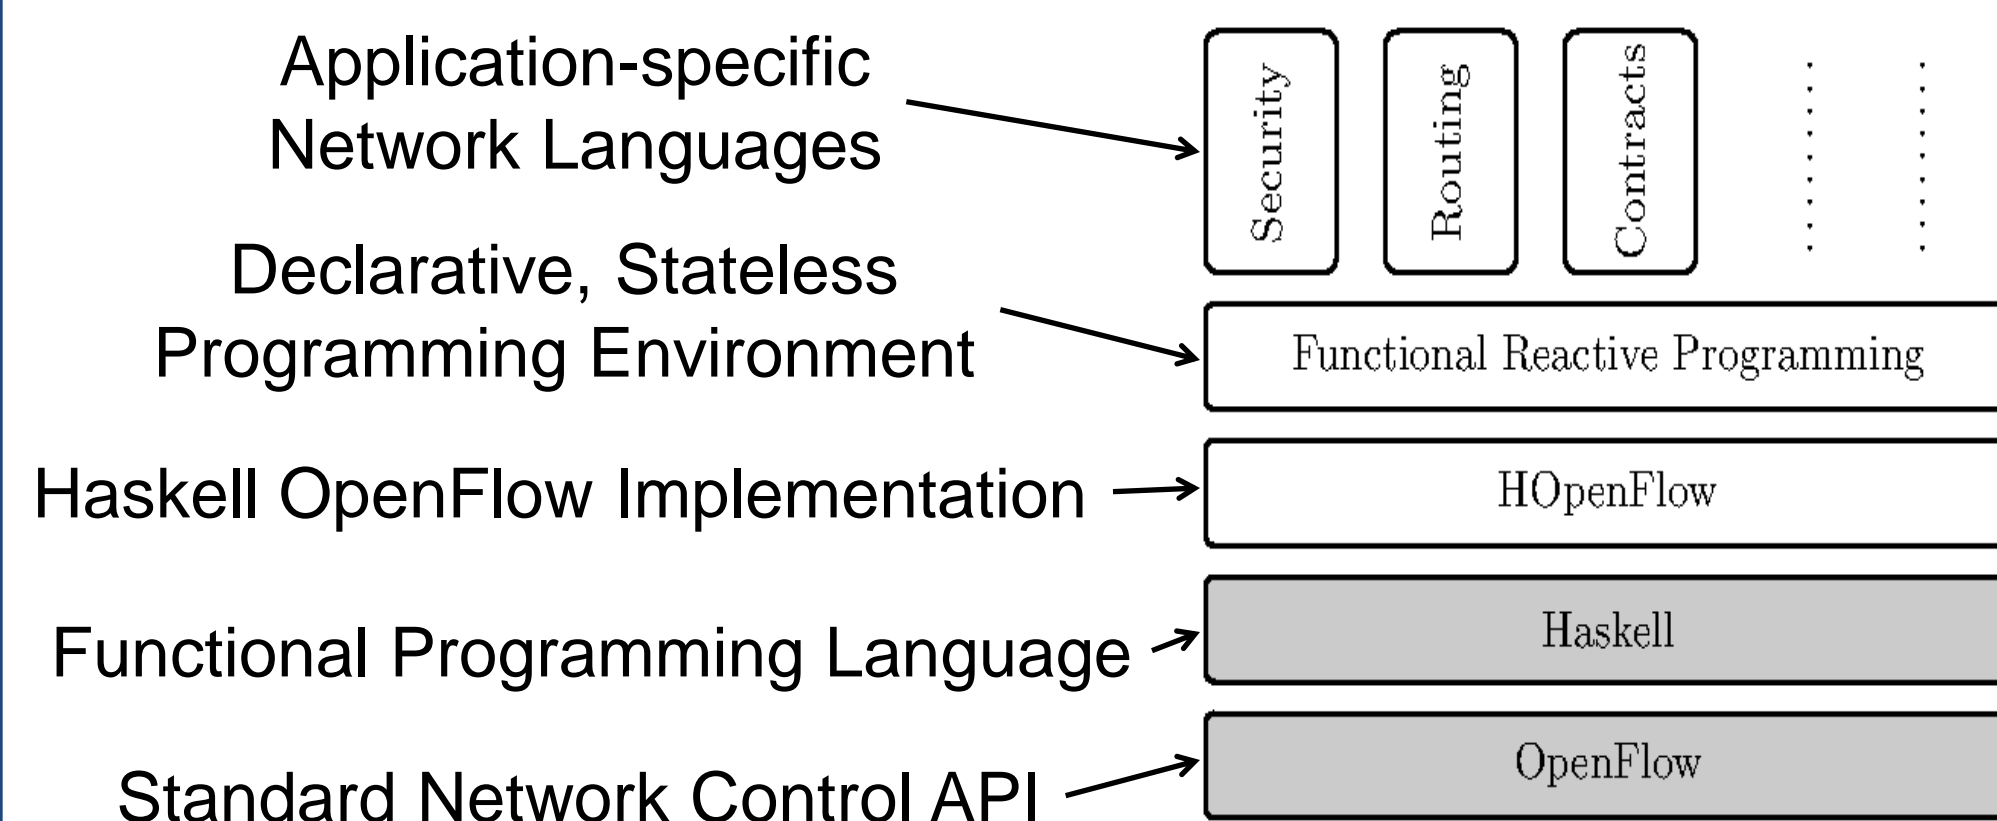 Application-specific
Network Languages
Security
Routing
Contracts
Declarative, Stateless
Programming Environment
Functional Reactive Programming
Haskell OpenFlow Implementation
HOpenFlow
Functional Programming Language
Haskell
Standard Network Control API
OpenFlow